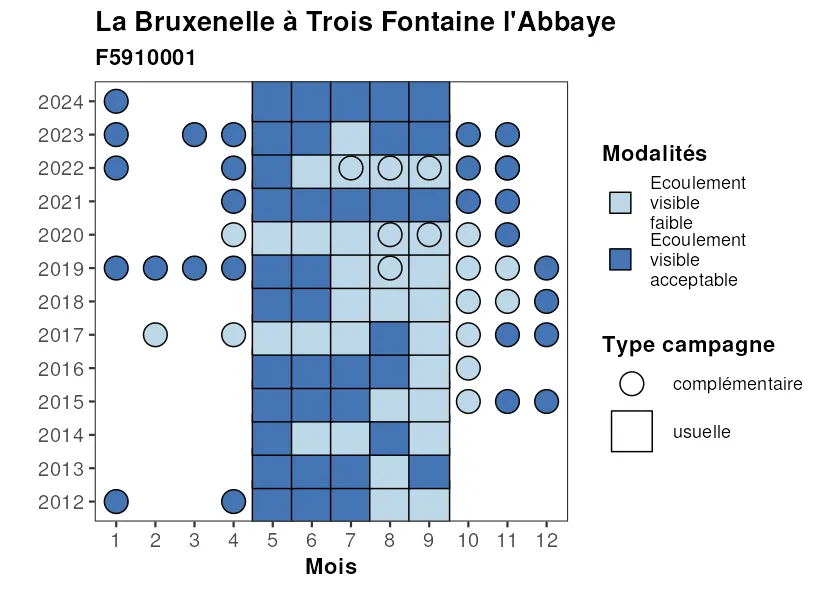 La Bruxenelle à Trois Fontaine l'Abbaye
F5910001
2024
2023
2022
2021
2020
2019
2018
2017
2016
2015
2014
2013
2012
1 2 3 4 5 6 7 8 9 10 11 12
Mois
Modalités
Ecoulement
visible
faible
Ecoulement
visible
acceptable
Type campagne
complémentaire
usuelle